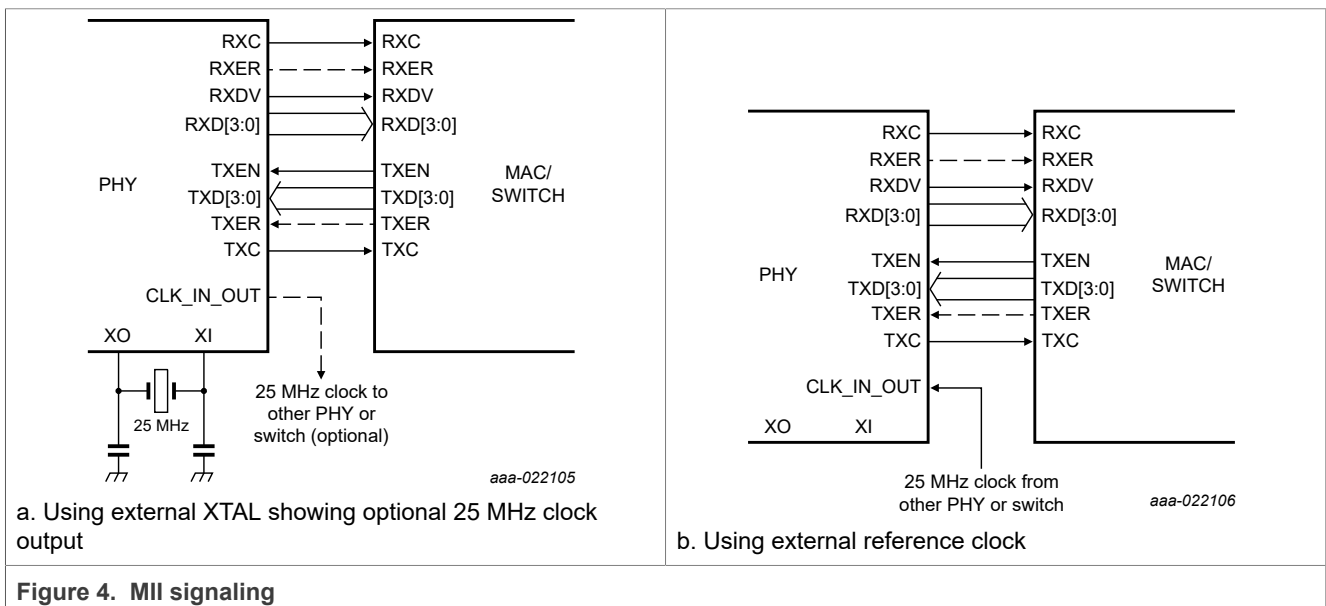 RXC RXC
RXER RXER
RXDV RXDV
RXD[3:0] RXD[3:0]
TXEN TXEN
PHY
TXD[3:0] TXD[3:0]
MAC/
SWITCH
TXER TXER
TXC TXC
CLK_IN_OUT
XO XI
25 MHz
25 MHz clock to
other PHY or
switch (optional)
aaa-022105
a. Using external XTAL showing optional 25 MHz clock
output
RXC RXC
RXER RXER
RXDV RXDV
RXD[3:0] RXD[3:0]
TXEN TXEN
PHY
TXD[3:0] TXD[3:0]
MAC/
SWITCH
TXER TXER
TXC TXC
CLK_IN_OUT
XO XI
25 MHz clock from
other PHY or switch
aaa-022106
b. Using external reference clock
Figure 4. MII signaling